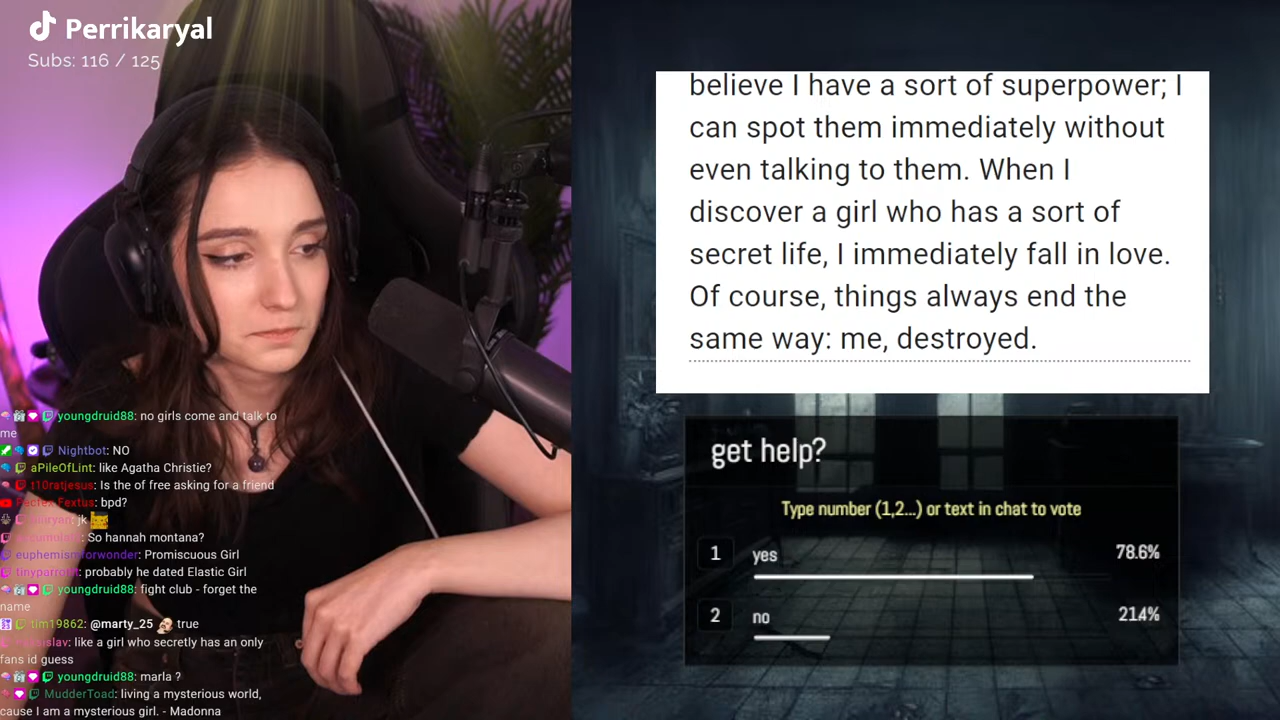 Perrikaryal
Subs: 116 / 125
believe I have a sort of superpower; I
can spot them immediately without
even talking to them. When I
discover a girl who has a sort of
secret life, I immediately fall in love.
Of course, things always end the
same way: me, destroyed.
get help?
Type number (1,2...) or text in chat to vote
1 yes 78.6%
2 no 21.4%
youngdruid88: no girls come and talk to
me
Nightbot: NO
aPileOfLint: like Agatha Christie?
t10ratjesus: Is the of free asking for a friend
Fextus: bpd?
jk
So hannah montana?
euphemismforwonder: Promiscuous Girl
probably he dated Elastic Girl
youngdruid88: fight club - forget the
name
tim19862: @marty_25 true
like a girl who secretly has an only
fans id guess
youngdruid88: marla ?
MudderToad: living a mysterious world,
cause I am a mysterious girl. - Madonna